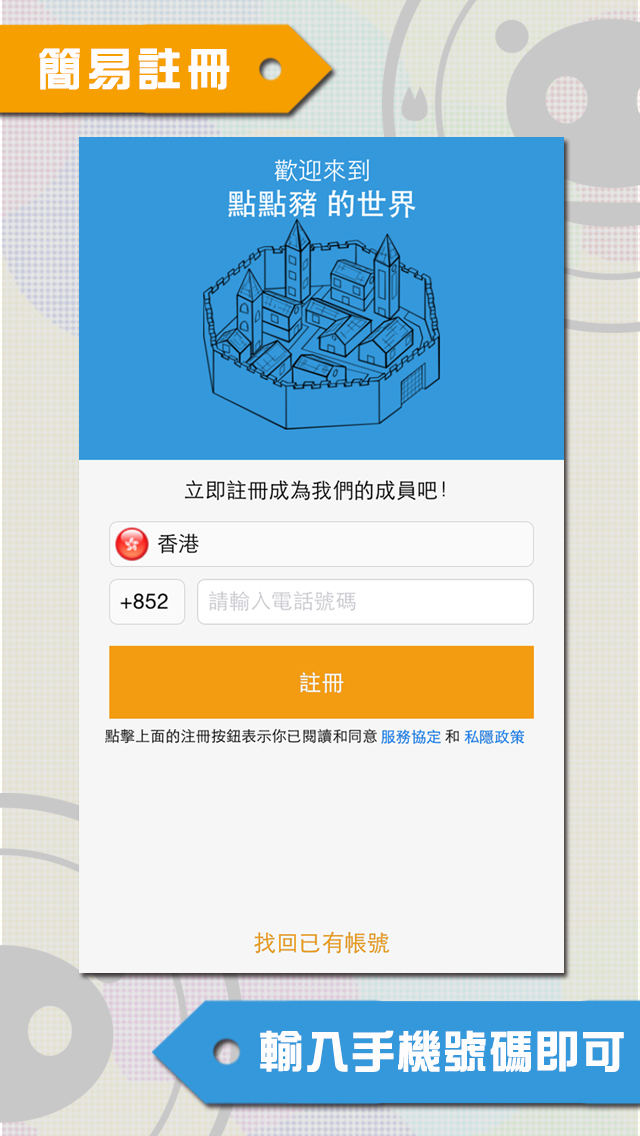 簡易註冊
歡迎來到
點點豬 的世界
立即註冊成為我們的成員吧!
香港
+852 請輸入電話號碼
註冊
點擊上面的注冊按鈕表示你已閱讀和同意 服務協定 和 私隱政策
找回已有帳號
輸入手機號碼即可